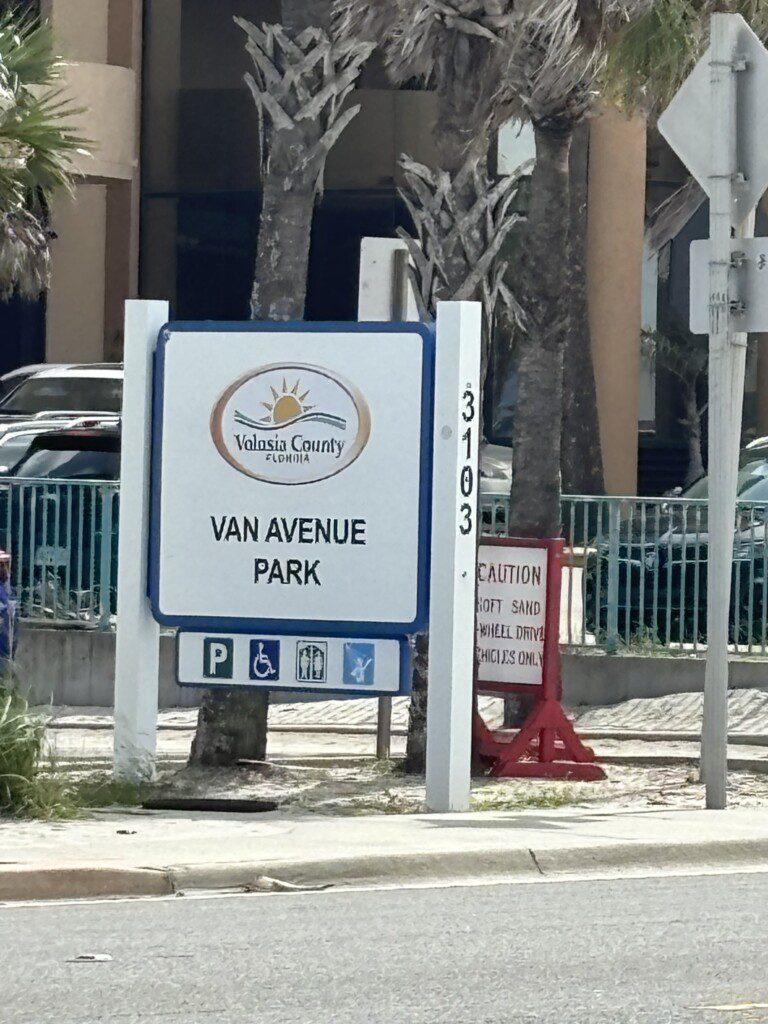 Volusia County
FLORIDA
VAN AVENUE
PARK
P
3103
CAUTION
SOFT SAND
-WHEEL DRIVE
VEHICLES ONLY